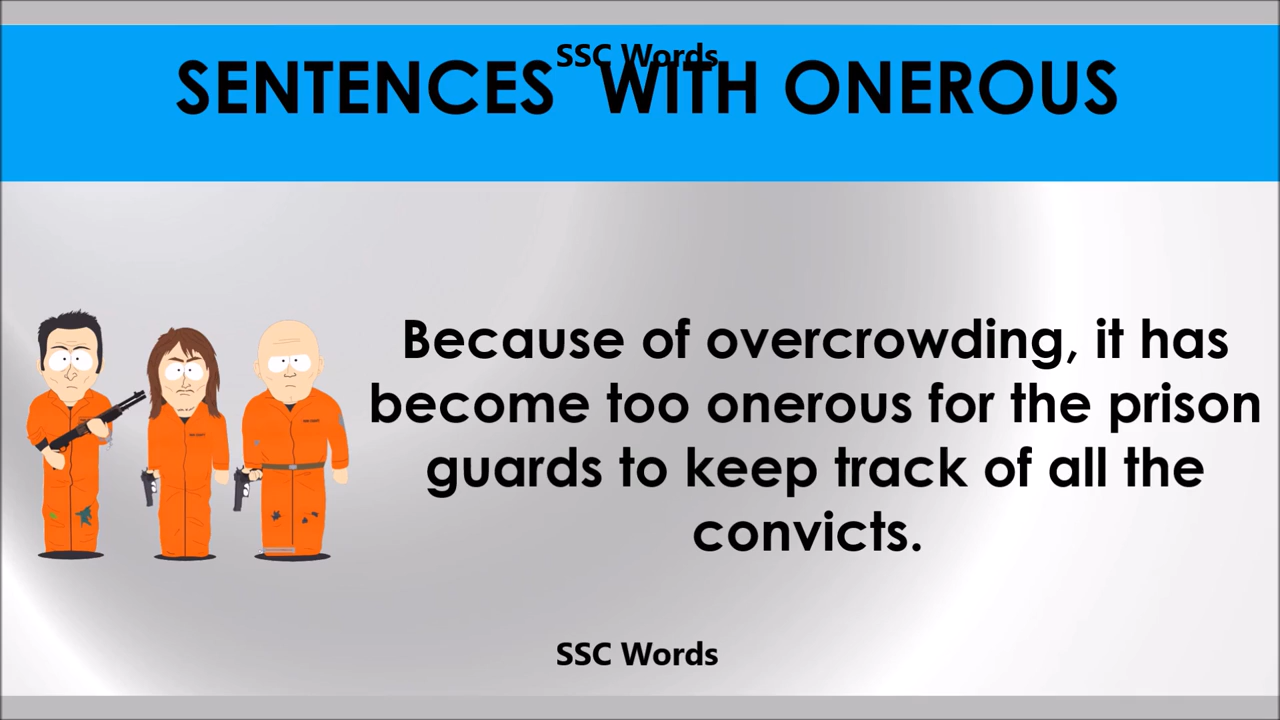 SSC Words
SENTENCES WITH ONEROUS
Because of overcrowding, it has
become too onerous for the prison
guards to keep track of all the
convicts.
SSC Words